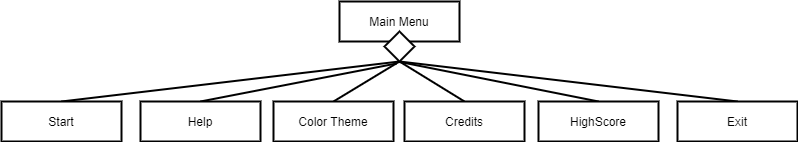 Main Menu
Start
Help
Color Theme
Credits
HighScore
Exit